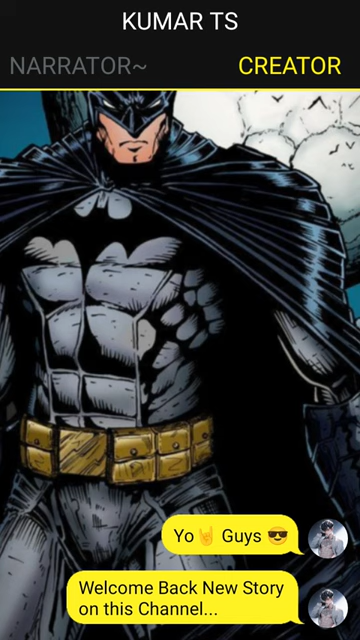 KUMAR TS
NARRATOR~
CREATOR
Yo🤘 Guys 😎
Welcome Back New Story
on this Channel...